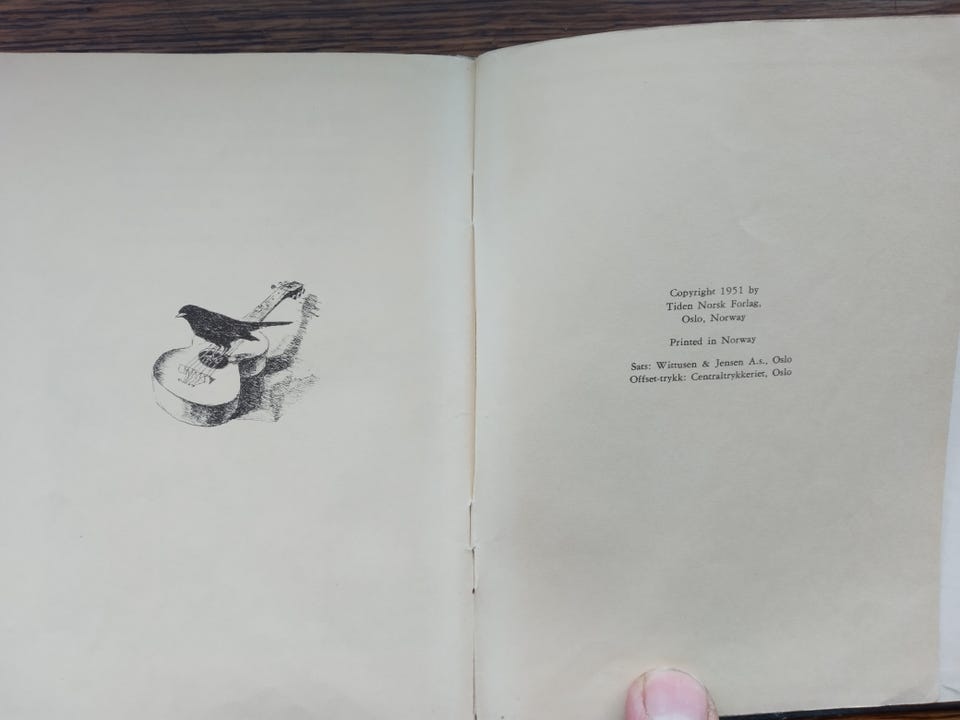 Copyright 1951 by
Tiden Norsk Forlag,
Oslo, Norway
Printed in Norway
Sats: Wittusen & Jensen A.s., Oslo
Offset-trykk: Centraltrykkeriet, Oslo